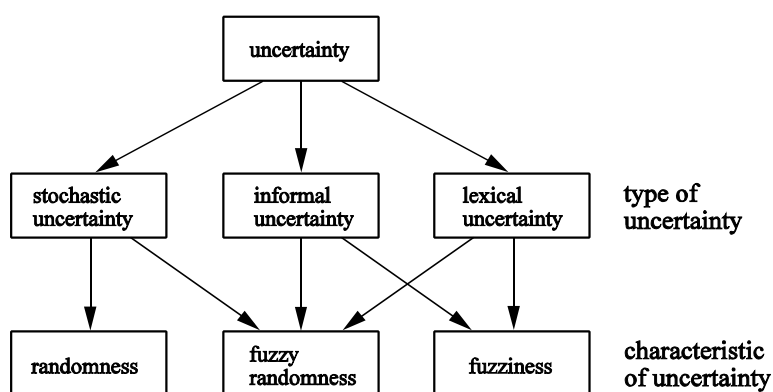 uncertainty
stochastic
uncertainty
informal
uncertainty
lexical
uncertainty
type of
uncertainty
randomness
fuzzy
randomness
fuzziness
characteristic
of uncertainty